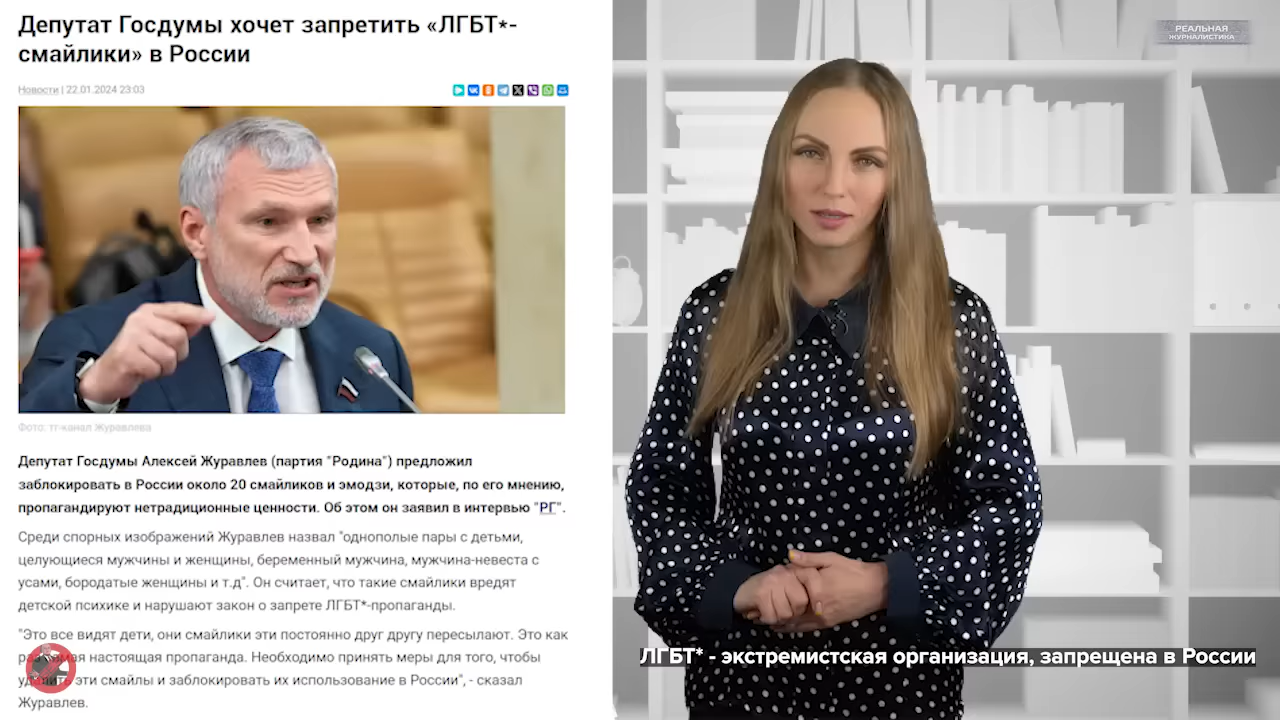 Депутат Госдумы хочет запретить «ЛГБТ*-
смайлики» в России
Новости | 22.01.2024 23:03
Фото: тг-канал Журавлева
Депутат Госдумы Алексей Журавлев (партия "Родина") предложил
заблокировать в России около 20 смайликов и эмодзи, которые, по его мнению,
пропагандируют нетрадиционные ценности. Об этом он заявил в интервью "РГ".
Среди спорных изображений Журавлев назвал "однополые пары с детьми,
целующиеся мужчины и женщины, беременный мужчина, мужчина-невеста с
усами, бородатые женщины и т.д". Он считает, что такие смайлики вредят
детской психике и нарушают закон о запрете ЛГБТ*-пропаганды.
"Это все видят дети, они смайлики эти постоянно друг другу пересылают. Это как
настоящая пропаганда. Необходимо принять меры для того, чтобы
эти смайлы и заблокировать их использование в России", - сказал
Журавлев.
РЕАЛЬНАЯ
ЖУРНАЛИСТИКА
ЛГБТ* - экстремистская организация, запрещена в России